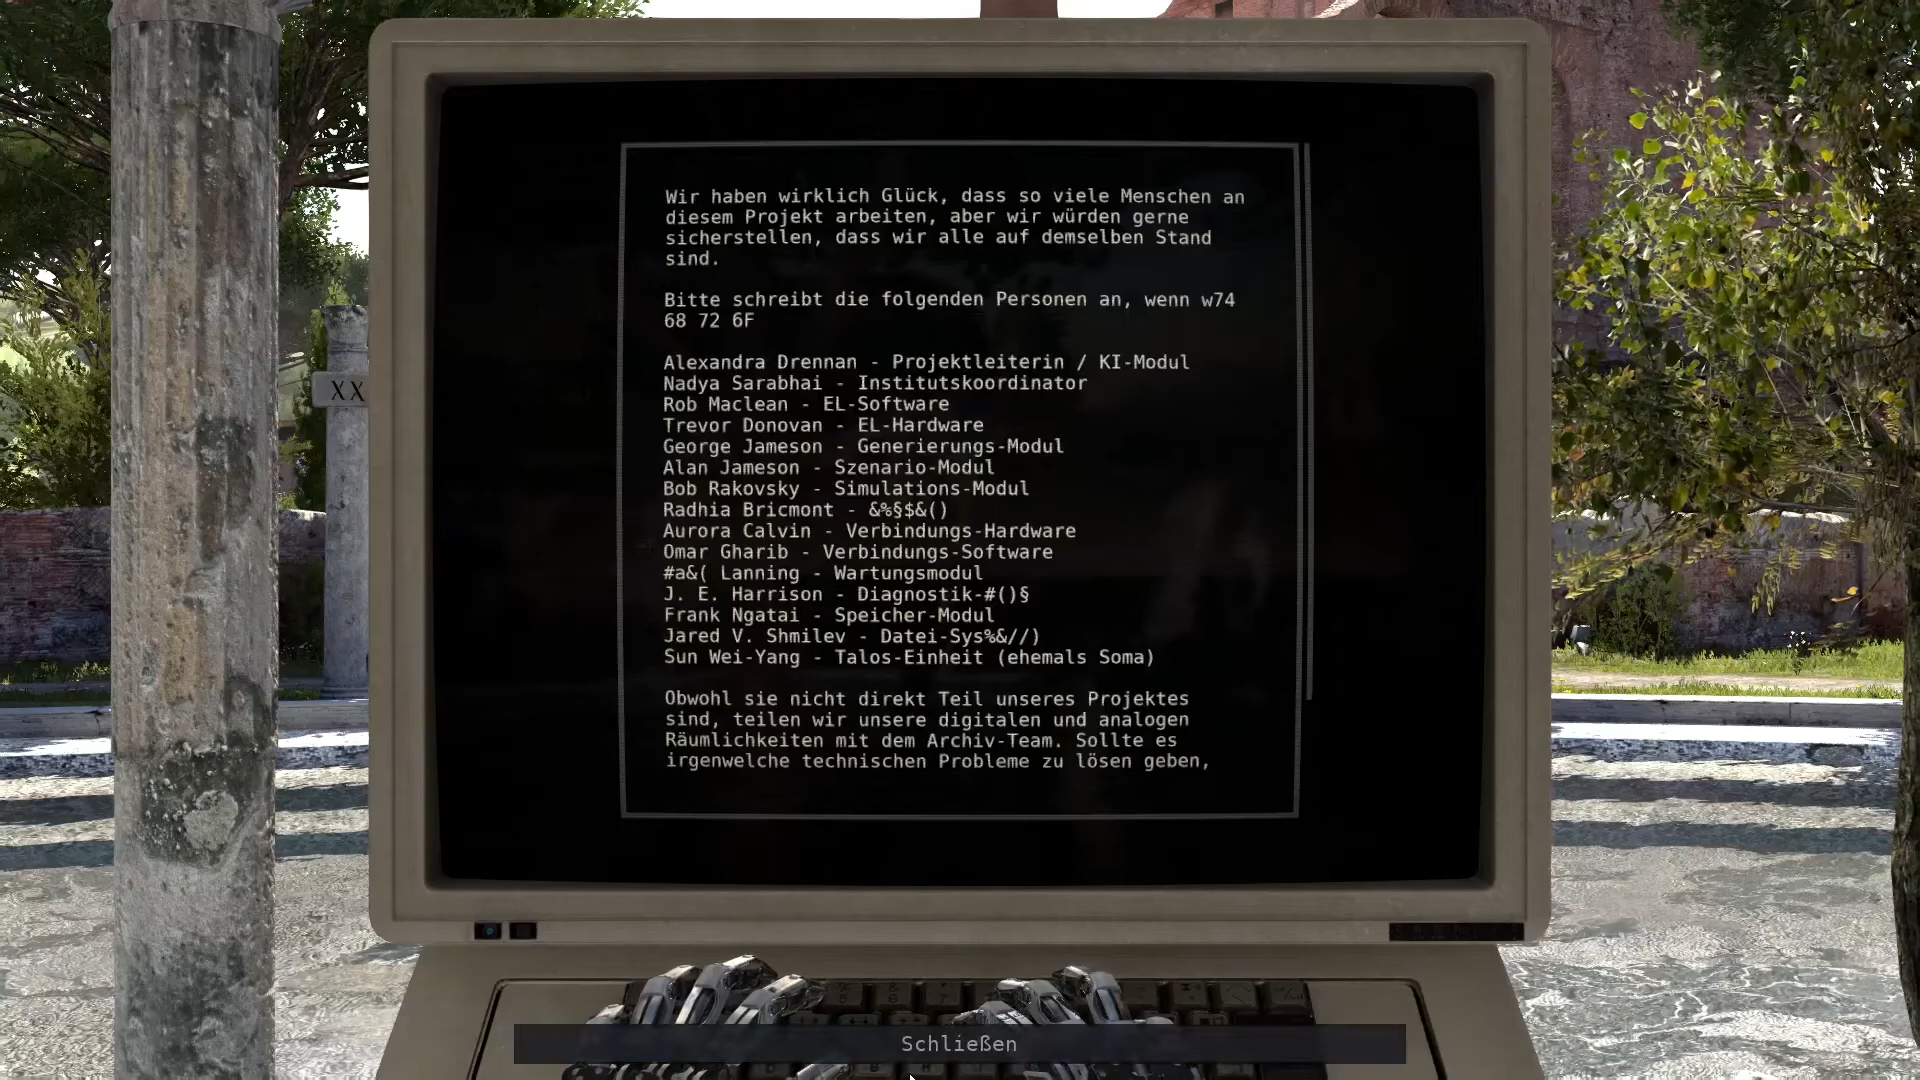 Wir haben wirklich Glück, dass so viele Menschen an
diesem Projekt arbeiten, aber wir würden gerne
sicherstellen, dass wir alle auf demselben Stand
sind.
Bitte schreibt die folgenden Personen an, wenn w74
68 72 6F
Alexandra Drennan - Projektleiterin / KI-Modul
XX
Nadya Sarabhai - Institutskoordinator
Rob Maclean - EL-Software
Trevor Donovan - EL-Hardware
George Jameson - Generierungs-Modul
Alan Jameson - Szenario-Modul
Bob Rakovsky - Simulations-Modul
Radhia Bricmont - &%§$&()
Aurora Calvin - Verbindungs-Hardware
Omar Gharib - Verbindungs-Software
#a&( Lanning - Wartungsmodul
J. E. Harrison - Diagnostik-#()§
Frank Ngatai - Speicher-Modul
Jared V. Shmilev - Datei-Sys%&//)
Sun Wei-Yang - Talos-Einheit (ehemals Soma)
Obwohl sie nicht direkt Teil unseres Projektes
sind, teilen wir unsere digitalen und analogen
Räumlichkeiten mit dem Archiv-Team. Sollte es
irgenwelche technischen Probleme zu lösen geben,
Schließen